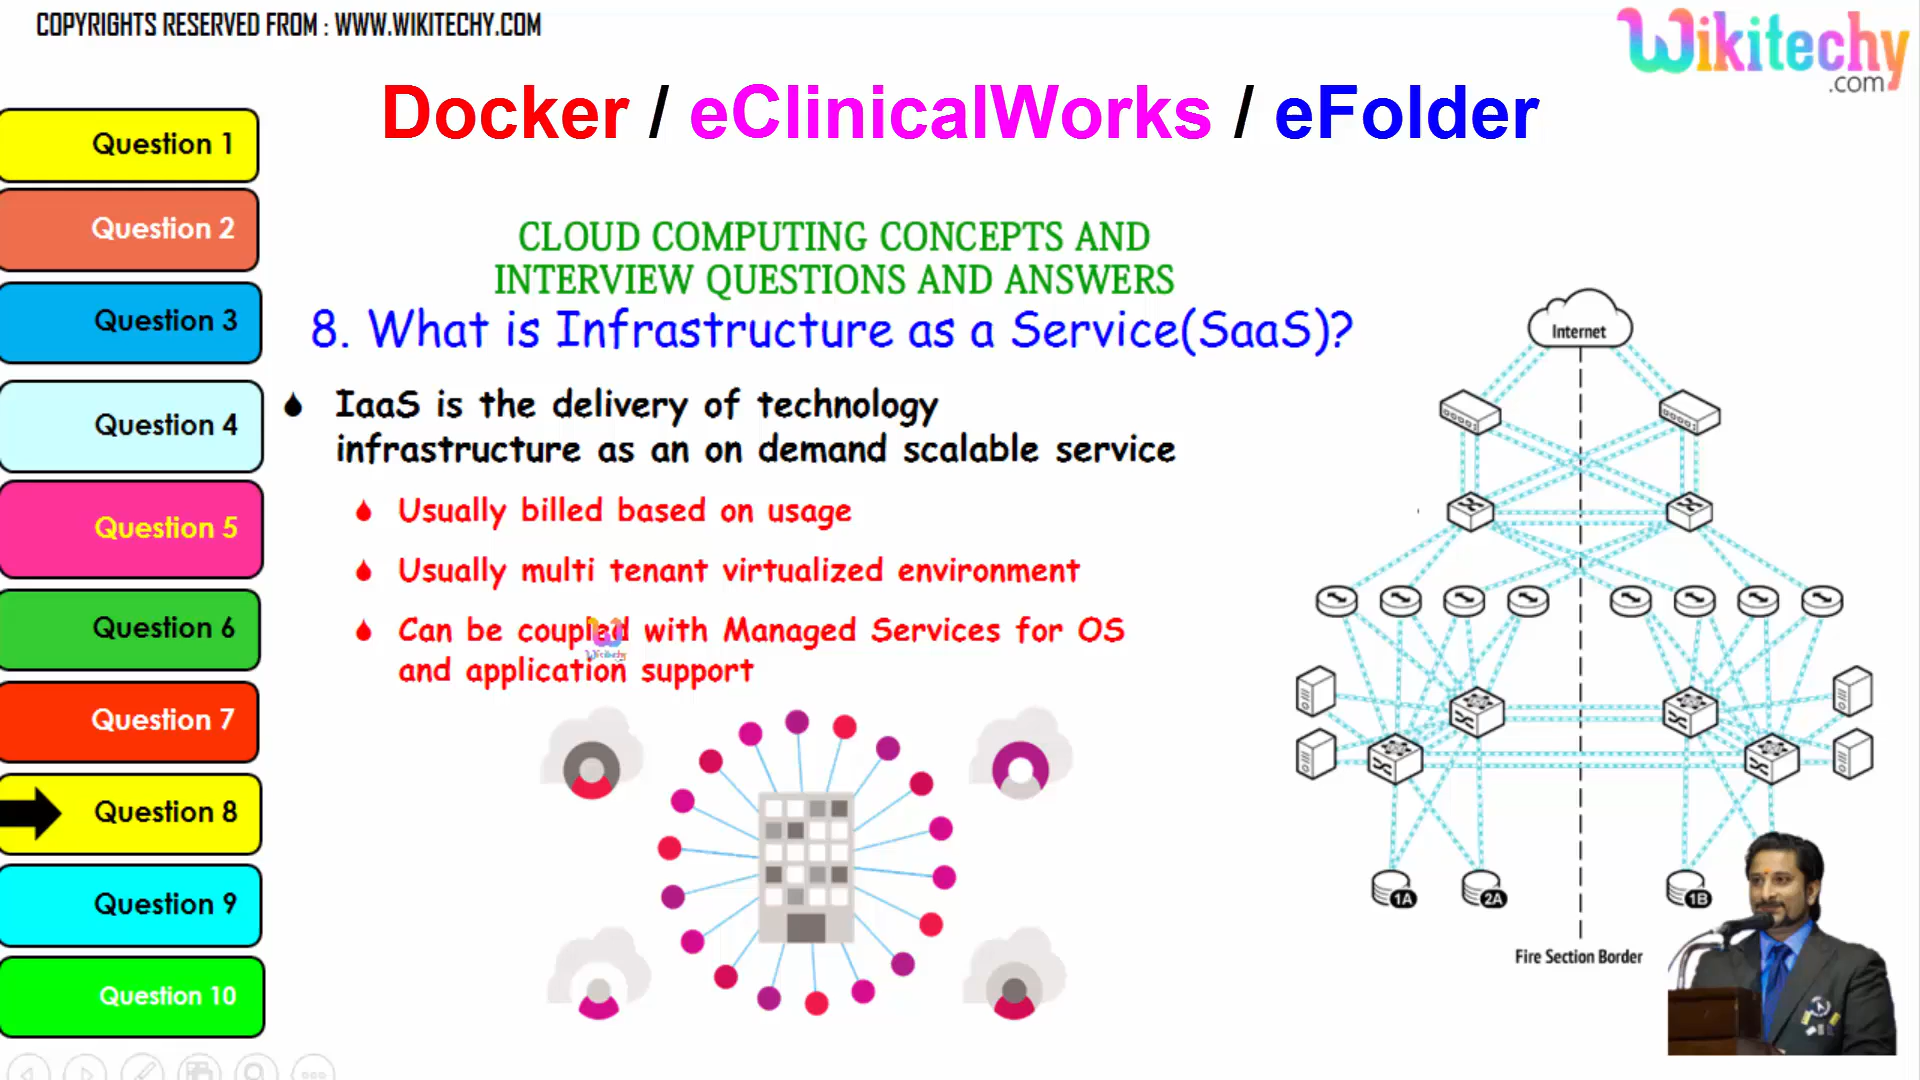 COPYRIGHTS RESERVED FROM : WWW.WIKITECHY.COM
Wikitechy
.com
Docker / eClinicalWorks / eFolder
Question 1
Question 2
Question 3
Question 4
Question 5
Question 6
Question 7
Question 8
Question 9
Question 10
CLOUD COMPUTING CONCEPTS AND
INTERVIEW QUESTIONS AND ANSWERS
8. What is Infrastructure as a Service(SaaS)?
IaaS is the delivery of technology
infrastructure as an on demand scalable service
Usually billed based on usage
Usually multi tenant virtualized environment
Can be coupled with Managed Services for OS
and application support
Wikitechy
Internet
1A
2A
1B
Fire Section Border